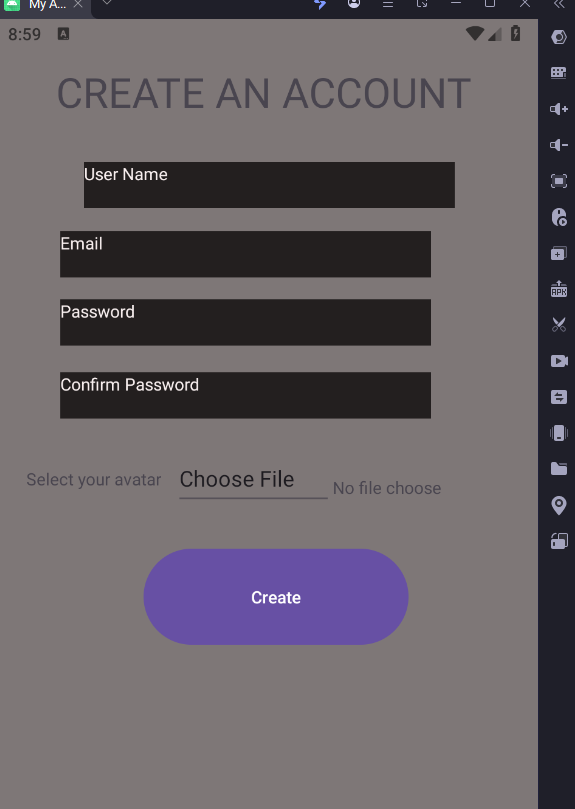 My A...
8:59
A
CREATE AN ACCOUNT
User Name
Email
Password
Confirm Password
Select your avatar Choose File No file choose
Create
APK